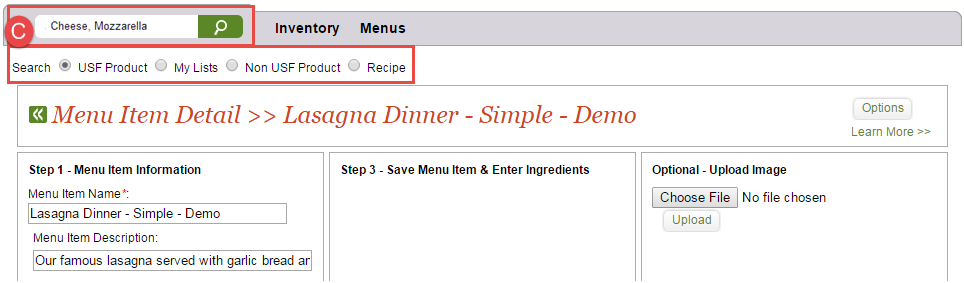 C Cheese, Mozzarella Inventory Menus
Search USF Product My Lists Non USF Product Recipe
Menu Item Detail >> Lasagna Dinner - Simple - Demo
Options
Learn More >>
Step 1 - Menu Item Information
Menu Item Name*:
Lasagna Dinner - Simple - Demo
Menu Item Description:
Our famous lasagna served with garlic bread ar
Step 3 - Save Menu Item & Enter Ingredients
Optional - Upload Image
Choose File No file chosen
Upload